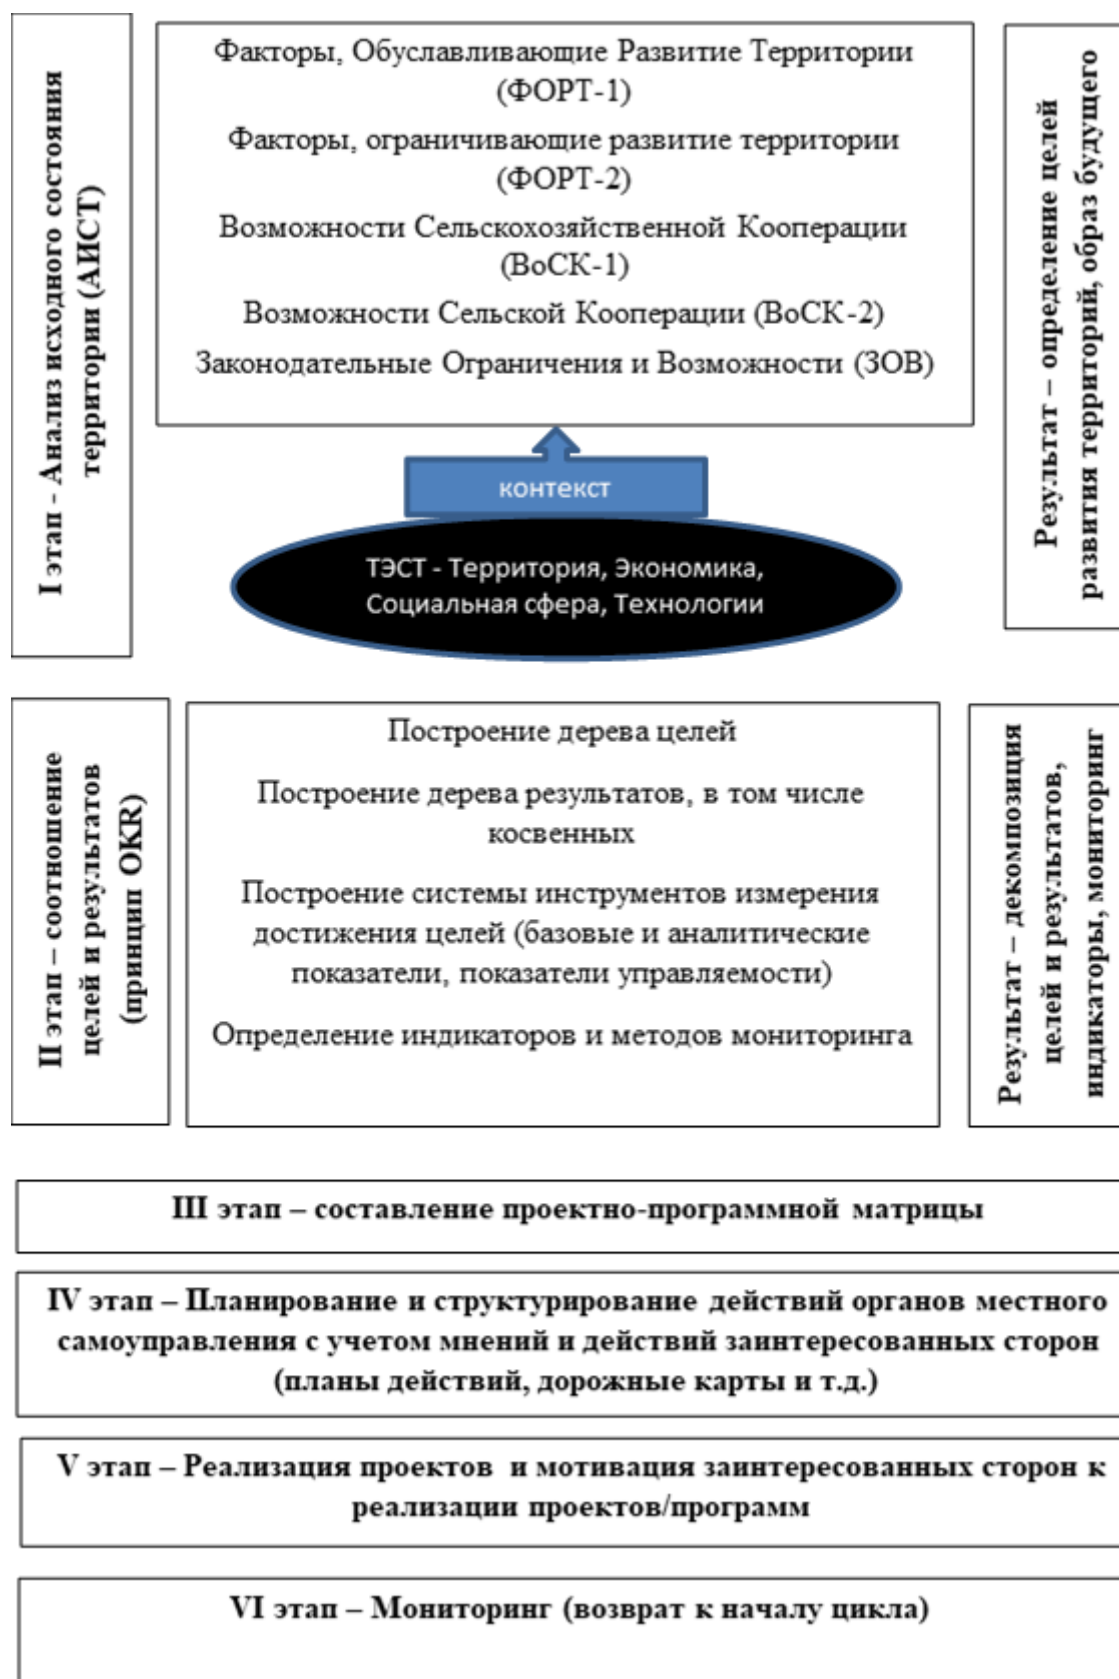 I этап - Анализ исходного состояния
территории (АИСТ)
Факторы, Обуславливающие Развитие Территории
(ФОРТ-1)
Факторы, ограничивающие развитие территории
(ФОРТ-2)
Возможности Сельскохозяйственной Кооперации
(ВоСК-1)
Возможности Сельской Кооперации (ВоСК-2)
Законодательные Ограничения и Возможности (ЗОВ)
контекст
ТЭСТ - Территория, Экономика,
Социальная сфера, Технологии
Результат – определение целей
развития территорий, образ будущего
II этап – соотношение
целей и результатов
(принцип OKR)
Построение дерева целей
Построение дерева результатов, в том числе
косвенных
Построение системы инструментов измерения
достижения целей (базовые и аналитические
показатели, показатели управляемости)
Определение индикаторов и методов мониторинга
Результат – декомпозиция
целей и результатов,
индикаторы, мониторинг
III этап – составление проектно-программной матрицы
IV этап – Планирование и структурирование действий органов местного
самоуправления с учетом мнений и действий заинтересованных сторон
(планы действий, дорожные карты и т.д.)
V этап – Реализация проектов и мотивация заинтересованных сторон к
реализации проектов/программ
VI этап – Мониторинг (возврат к началу цикла)